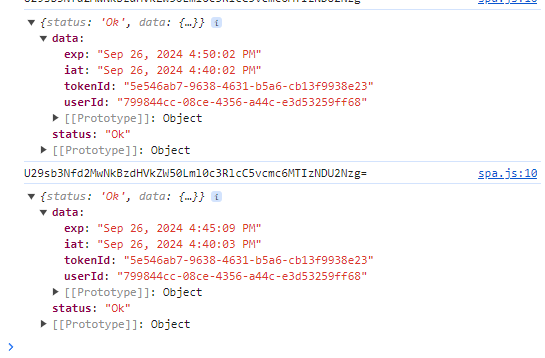 spa.js:10
{status: 'Ok', data: {…}} i
data:
exp: "Sep 26, 2024 4:50:02 PM"
iat: "Sep 26, 2024 4:40:02 PM"
tokenId: "5e546ab7-9638-4631-b5a6-cb13f9938e23"
userId: "799844cc-08ce-4356-a44c-e3d53259ff68"
[[Prototype]]: Object
status: "Ok"
[[Prototype]]: Object
U29sb3Nfd2MwNkBzdHVkZW50Lml0c3RlcC5vcmc6MTIzNDU2Nzg= spa.js:10
{status: 'Ok', data: {…}} i
data:
exp: "Sep 26, 2024 4:45:09 PM"
iat: "Sep 26, 2024 4:40:03 PM"
tokenId: "5e546ab7-9638-4631-b5a6-cb13f9938e23"
userId: "799844cc-08ce-4356-a44c-e3d53259ff68"
[[Prototype]]: Object
status: "Ok"
[[Prototype]]: Object